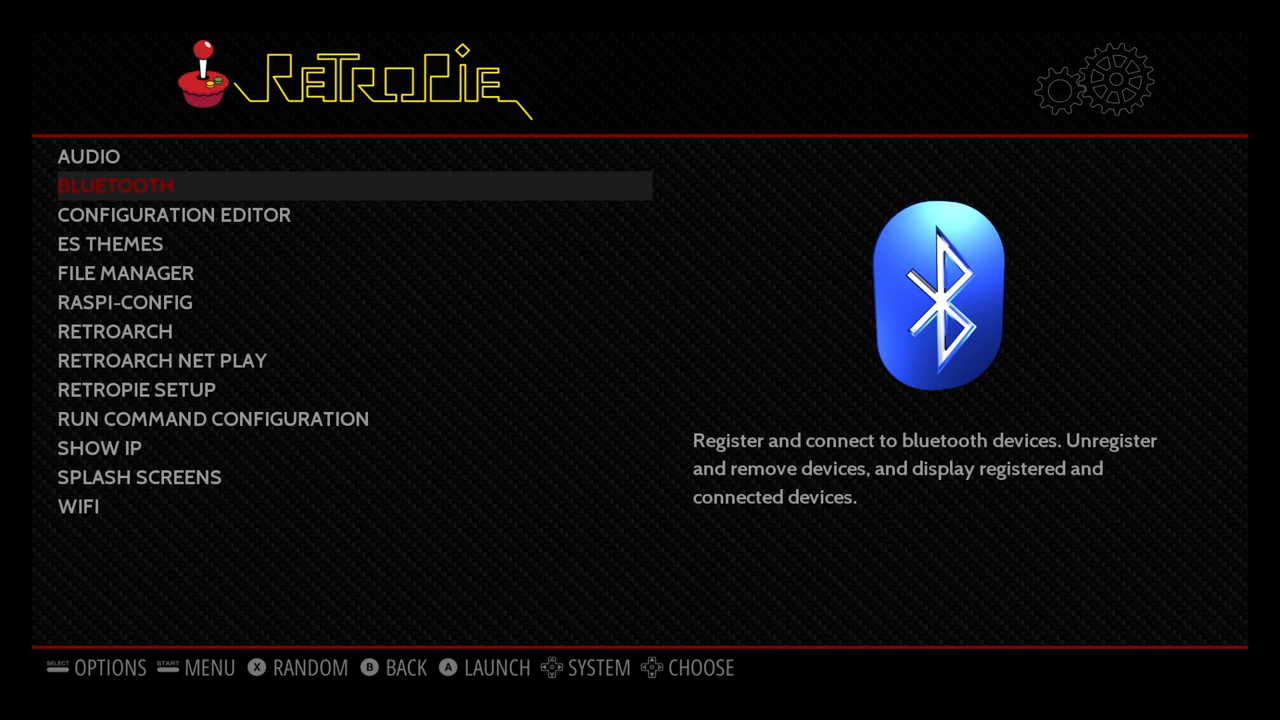 RETROPIE
AUDIO
BLUETOOTH
CONFIGURATION EDITOR
ES THEMES
FILE MANAGER
RASPI-CONFIG
RETROARCH
RETROARCH NET PLAY
RETROPIE SETUP
RUN COMMAND CONFIGURATION
SHOW IP
SPLASH SCREENS
WIFI
Register and connect to bluetooth devices. Unregister
and remove devices, and display registered and
connected devices.
SELECT OPTIONS START MENU X RANDOM B BACK A LAUNCH SYSTEM CHOOSE